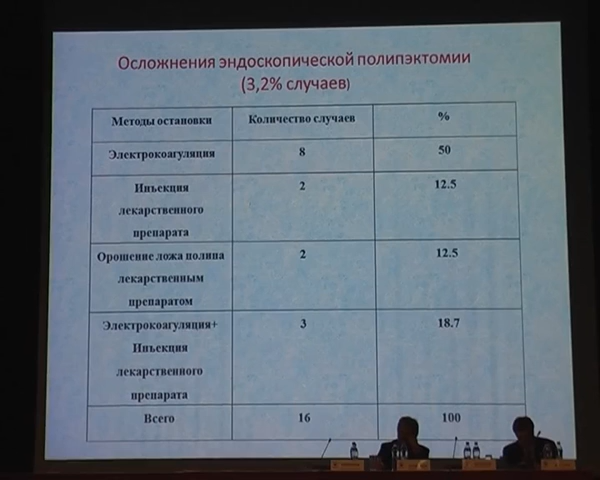 Осложнения эндоскопической полипэктомии
(3,2% случаев)
Методы остановки Количество случаев %
Электрокоагуляция 8 50
Инъекция 2 12.5
лекарственного
препарата
Орошение ложа полипа 2 12.5
лекарственным
препаратом
Электрокоагуляция+ 3 18.7
Инъекция
лекарственного
препарата
Всего 16 100